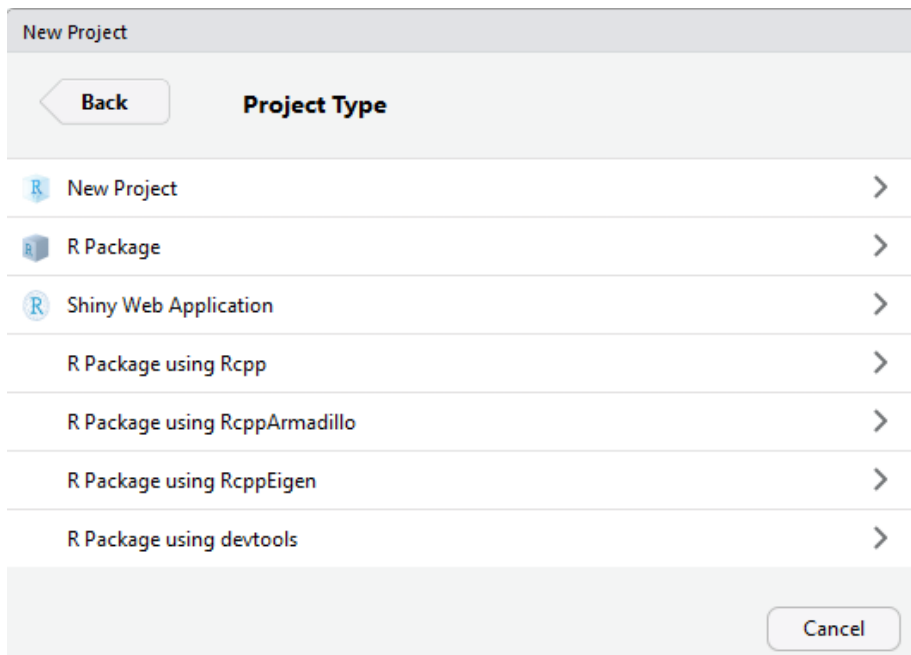 New Project
Back
Project Type
R New Project
R R Package
R Shiny Web Application
R Package using Rcpp
R Package using RcppArmadillo
R Package using RcppEigen
R Package using devtools
Cancel